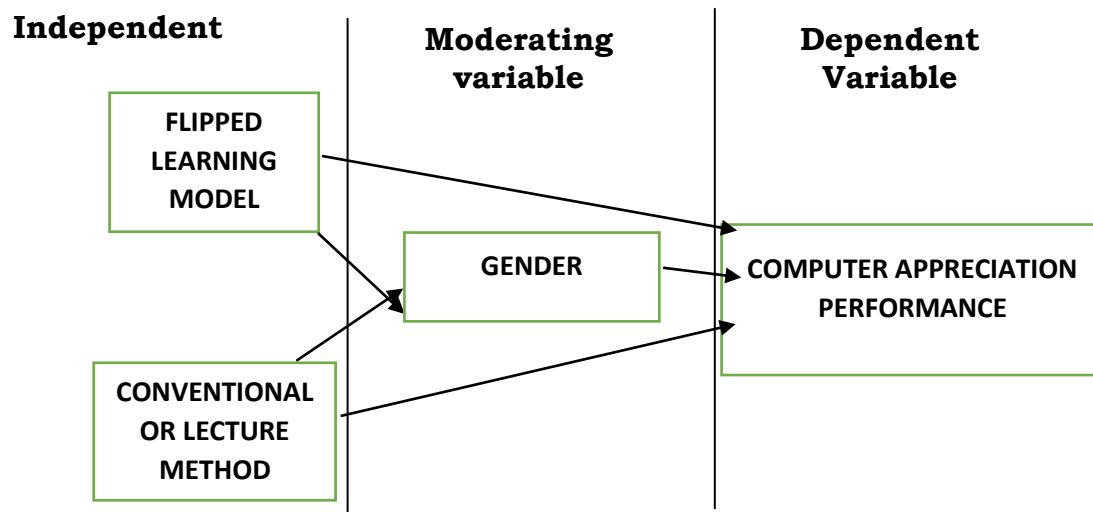 Independent
Moderating
variable
Dependent
Variable
FLIPPED
LEARNING
MODEL
GENDER
COMPUTER APPRECIATION
PERFORMANCE
CONVENTIONAL
OR LECTURE
METHOD